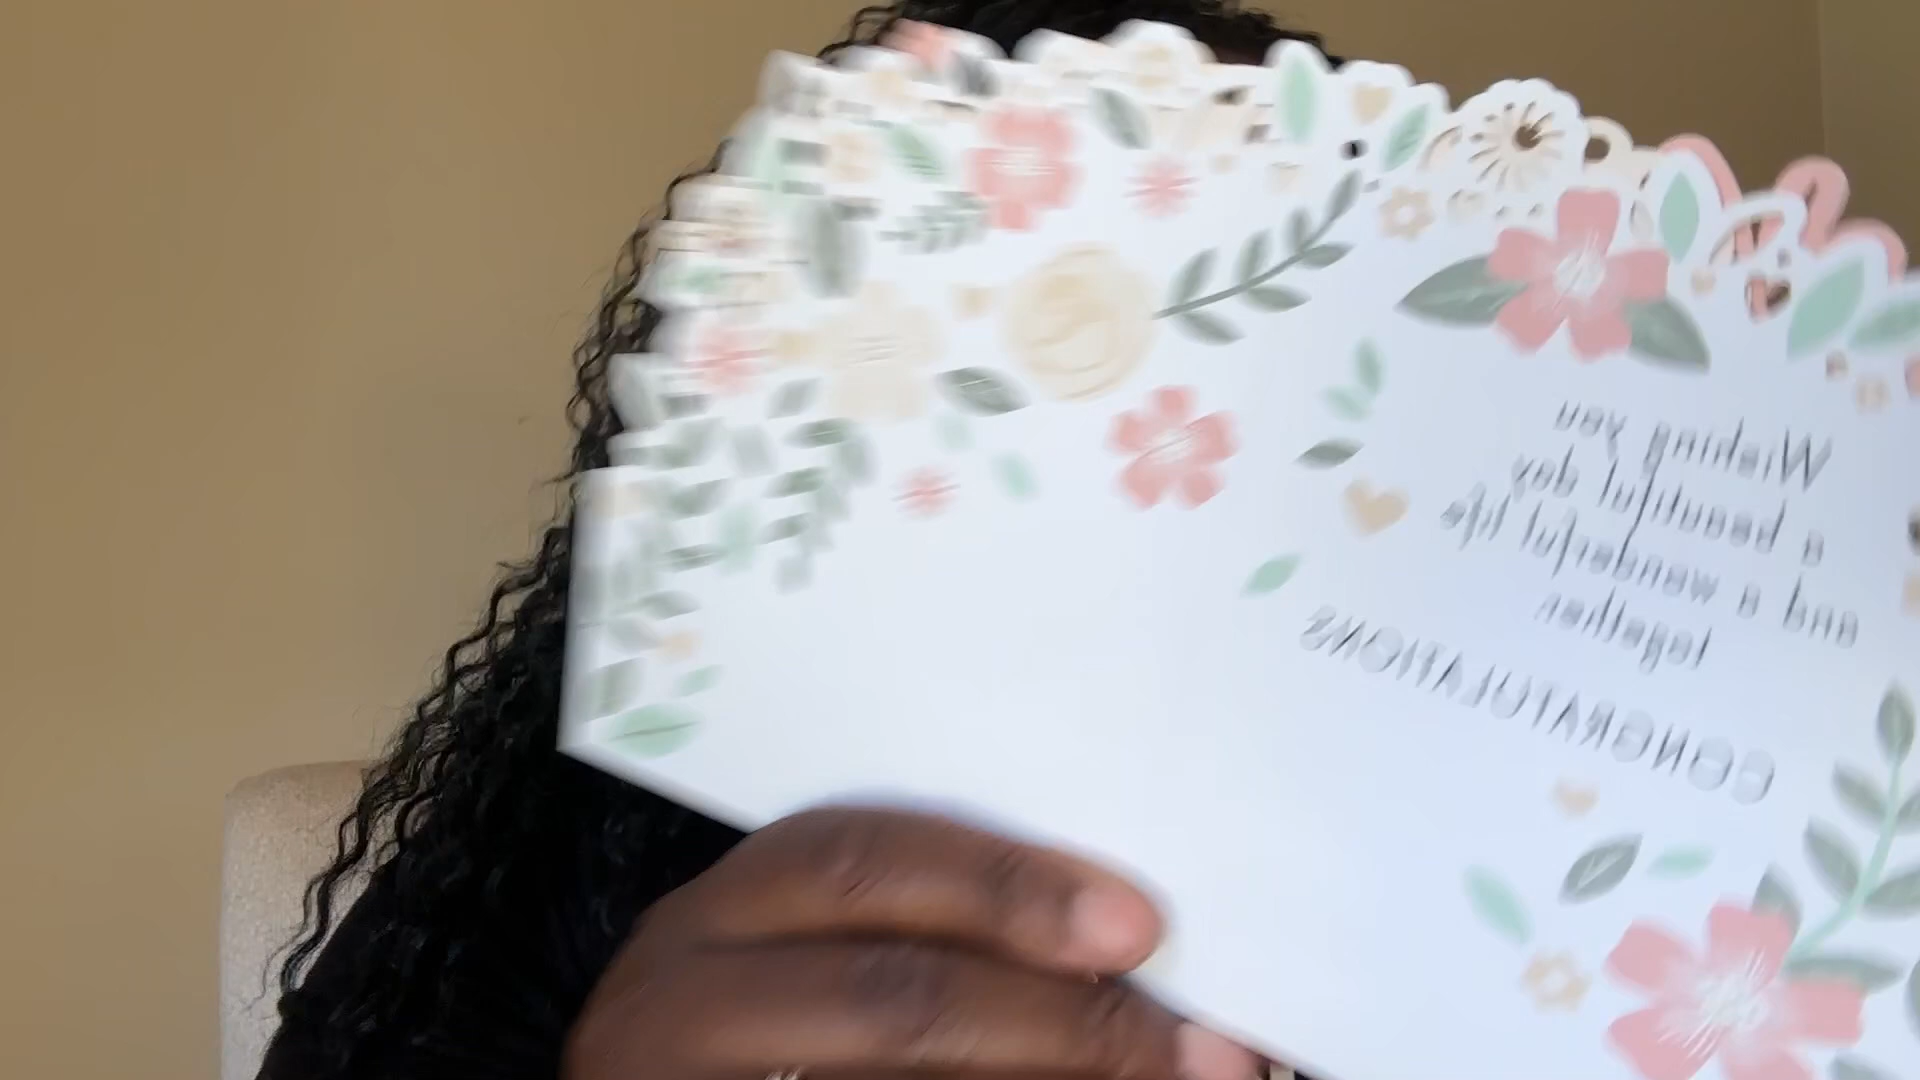 Wishing you
a beautiful day
and a wonderful life
together.
CONGRATULATIONS